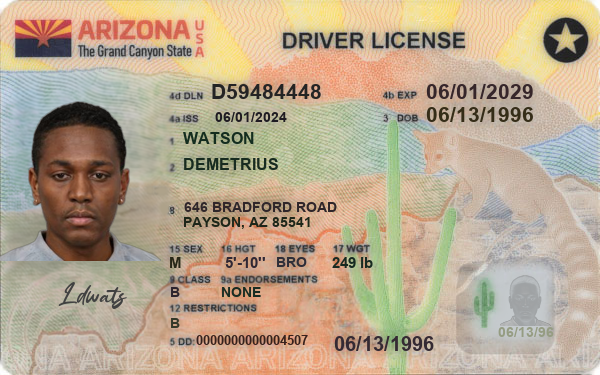 ARIZONA USA
The Grand Canyon State
DRIVER LICENSE
4d DLN D59484448
4b EXP 06/01/2029
4a ISS 06/01/2024
3 DOB 06/13/1996
1 WATSON
2 DEMETRIUS
8 646 BRADFORD ROAD
PAYSON, AZ 85541
15 SEX 16 HGT 18 EYES 17 WGT
M 5'-10" BRO 249 lb
9 CLASS 9a ENDORSEMENTS
B NONE
12 RESTRICTIONS
B
Ldwats
5 DD: 0000000000004507
06/13/1996
06/13/96
ARIZONA ARIZONA ARIZONA ARIZONA